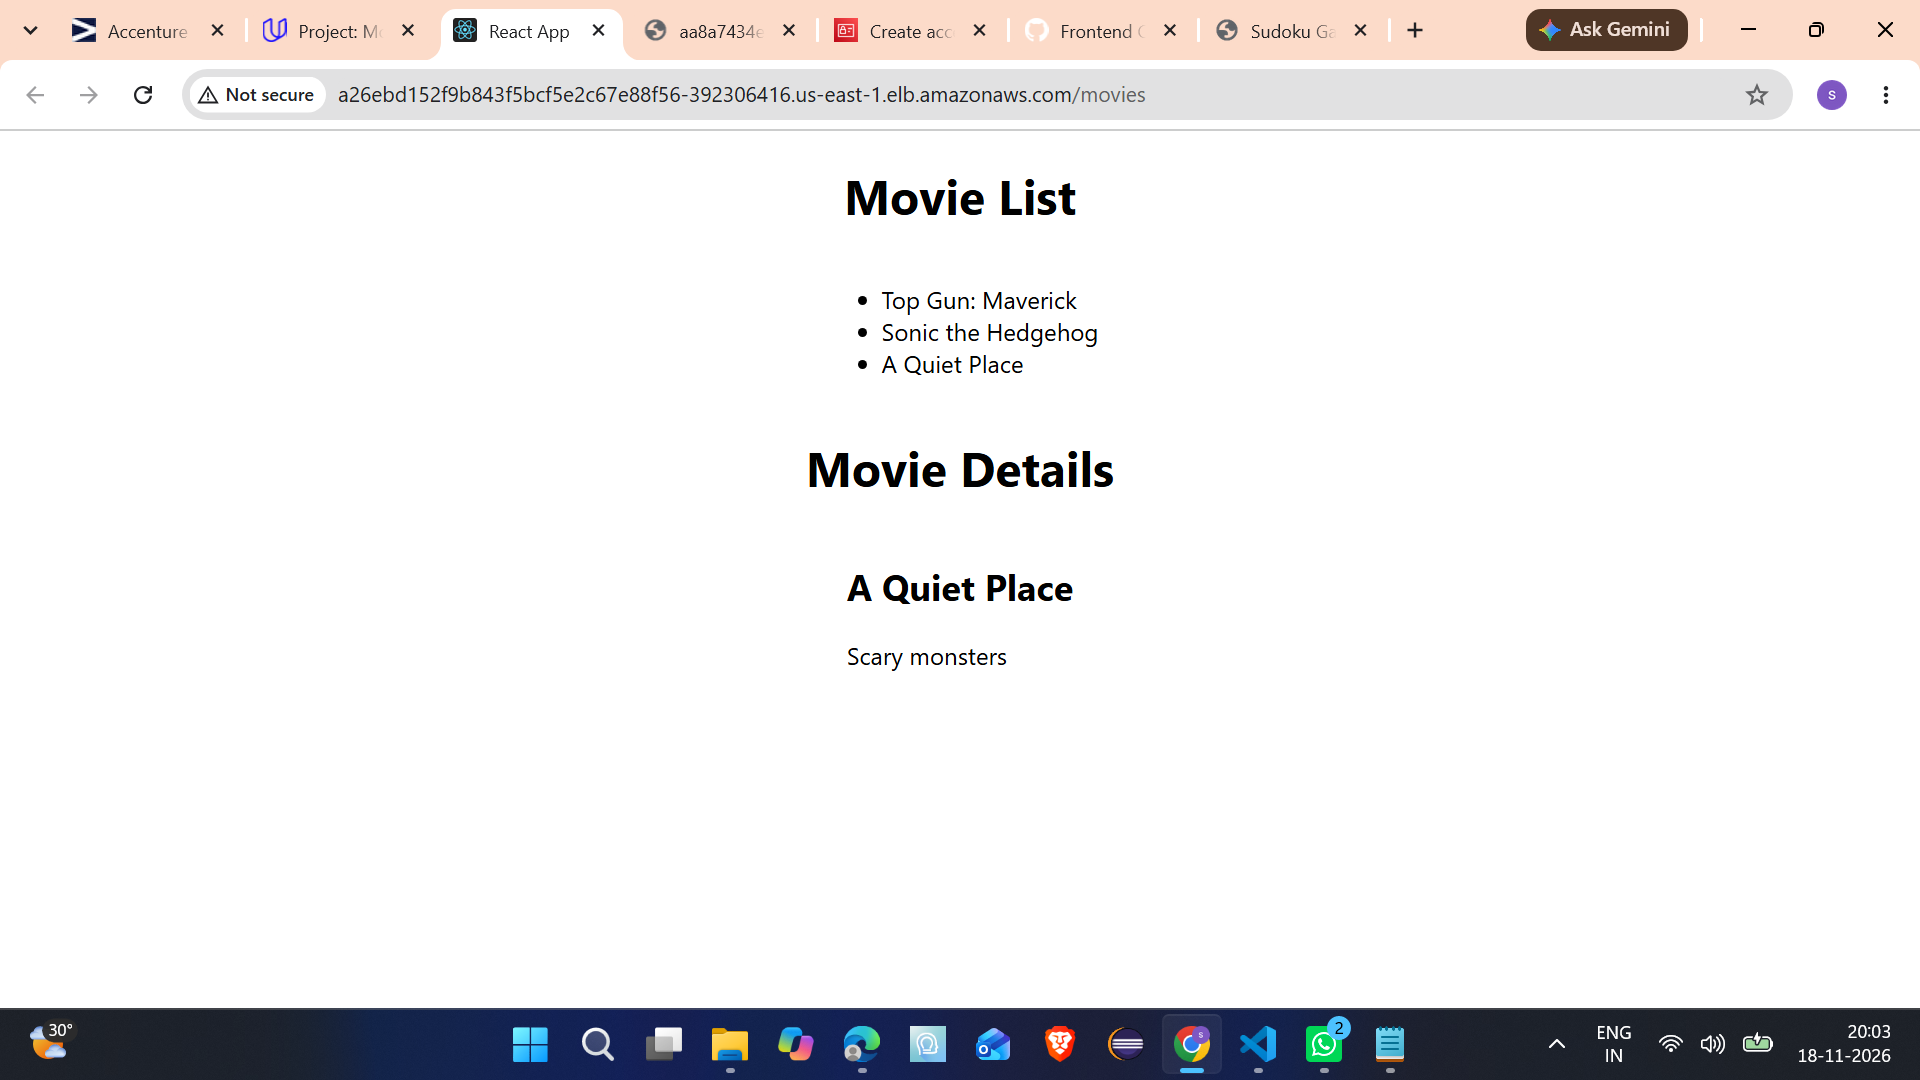 Accenture
Project: Mo
React App
aa8a7434e
Create acc
Frontend
Sudoku Ga
Ask Gemini
Not secure
a26ebd152f9b843f5bcf5e2c67e88f56-392306416.us-east-1.elb.amazonaws.com/movies
S
Movie List
• Top Gun: Maverick
• Sonic the Hedgehog
• A Quiet Place
Movie Details
A Quiet Place
Scary monsters
30°
2
ENG
IN
20:03
18-11-2026